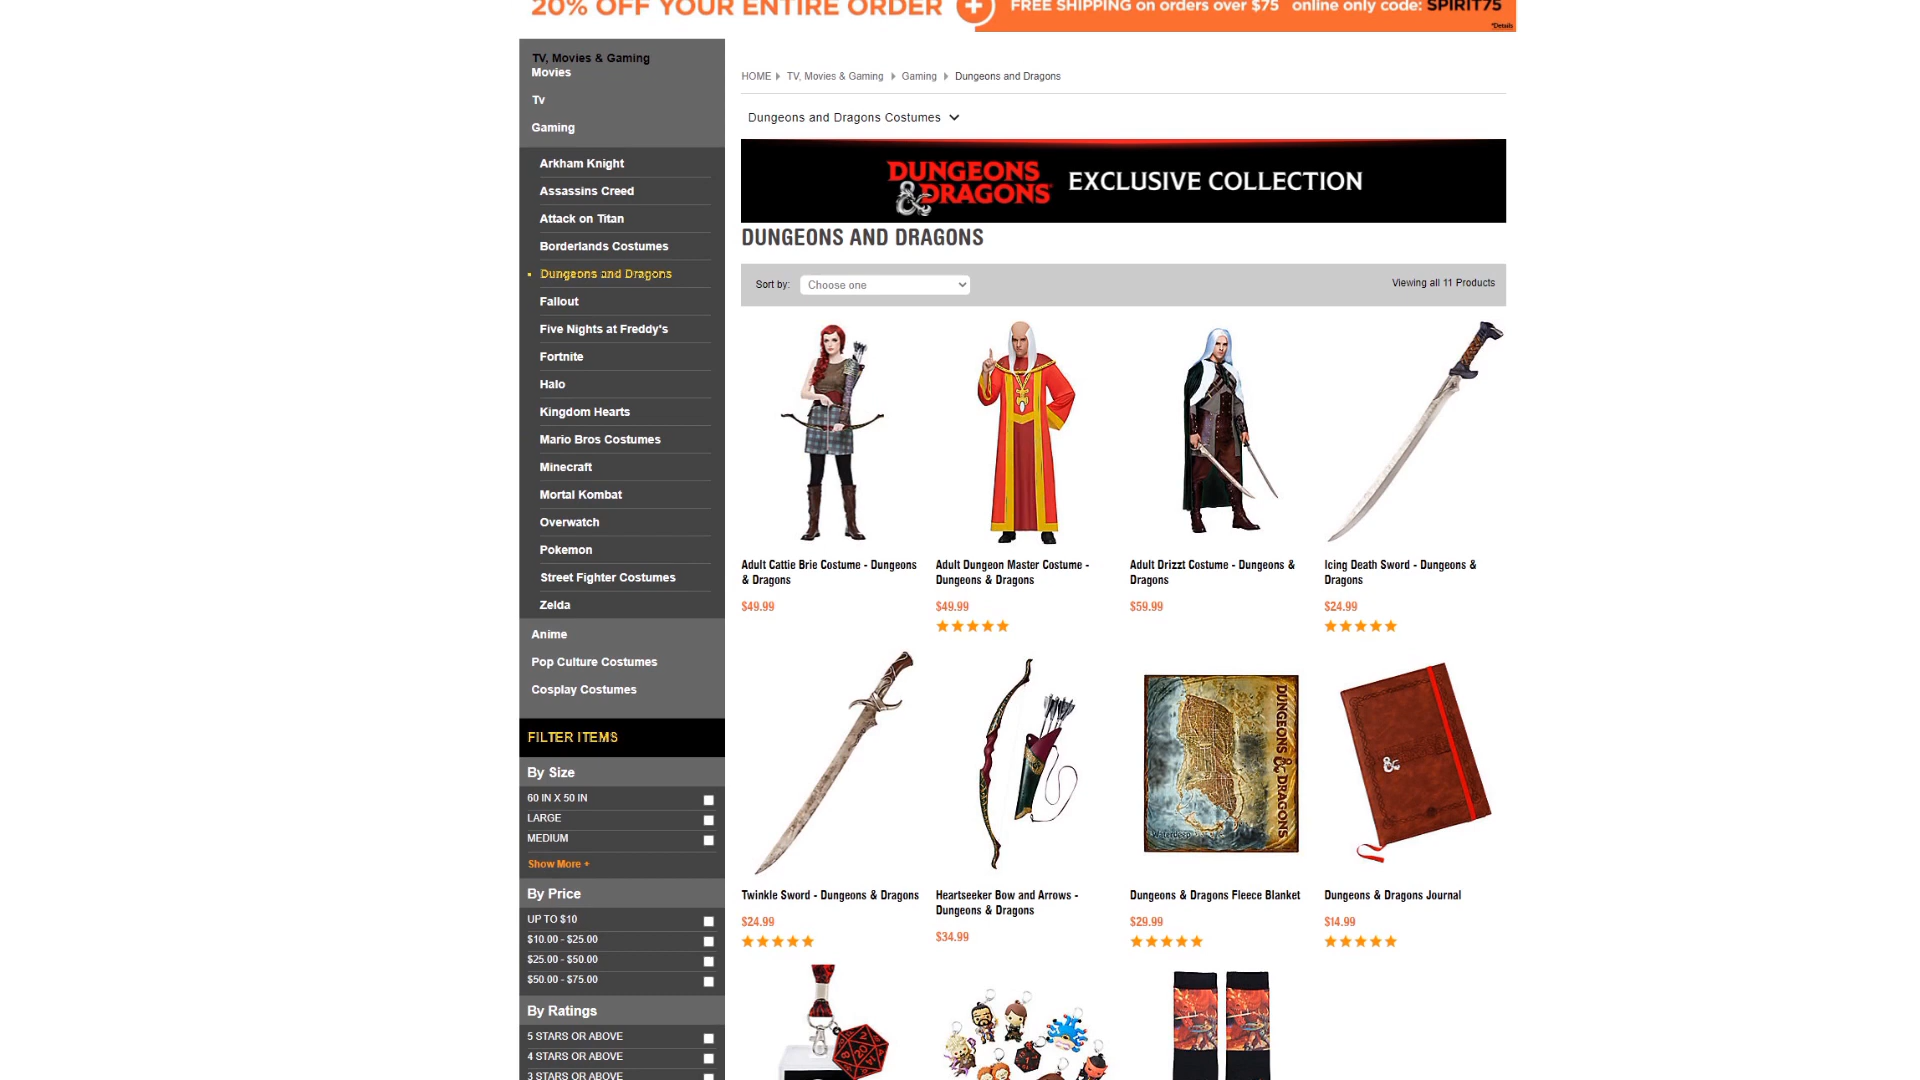 20% OFF YOUR ENTIRE ORDER + FREE SHIPPING on orders over $75 online only code: SPIRIT75
*Details
TV, Movies & Gaming
Movies
Tv
Gaming
Arkham Knight
Assassins Creed
Attack on Titan
Borderlands Costumes
Dungeons and Dragons
Fallout
Five Nights at Freddy's
Fortnite
Halo
Kingdom Hearts
Mario Bros Costumes
Minecraft
Mortal Kombat
Overwatch
Pokemon
Street Fighter Costumes
Zelda
Anime
Pop Culture Costumes
Cosplay Costumes
FILTER ITEMS
By Size
60 IN X 50 IN
LARGE
MEDIUM
Show More +
By Price
UP TO $10
$10.00 - $25.00
$25.00 - $50.00
$50.00 - $75.00
By Ratings
5 STARS OR ABOVE
4 STARS OR ABOVE
3 STARS OR ABOVE
HOME TV, Movies & Gaming Gaming Dungeons and Dragons
Dungeons and Dragons Costumes
DUNGEONS & DRAGONS EXCLUSIVE COLLECTION
DUNGEONS AND DRAGONS
Sort by: Choose one Viewing all 11 Products
Adult Cattie Brie Costume - Dungeons
& Dragons
$49.99
Adult Dungeon Master Costume -
Dungeons & Dragons
$49.99
Adult Drizzt Costume - Dungeons &
Dragons
$59.99
Icing Death Sword - Dungeons &
Dragons
$24.99
DUNGEONS & DRAGONS
Waterdeep
Twinkle Sword - Dungeons & Dragons
$24.99
Heartseeker Bow and Arrows -
Dungeons & Dragons
$34.99
Dungeons & Dragons Fleece Blanket
$29.99
Dungeons & Dragons Journal
$14.99
20